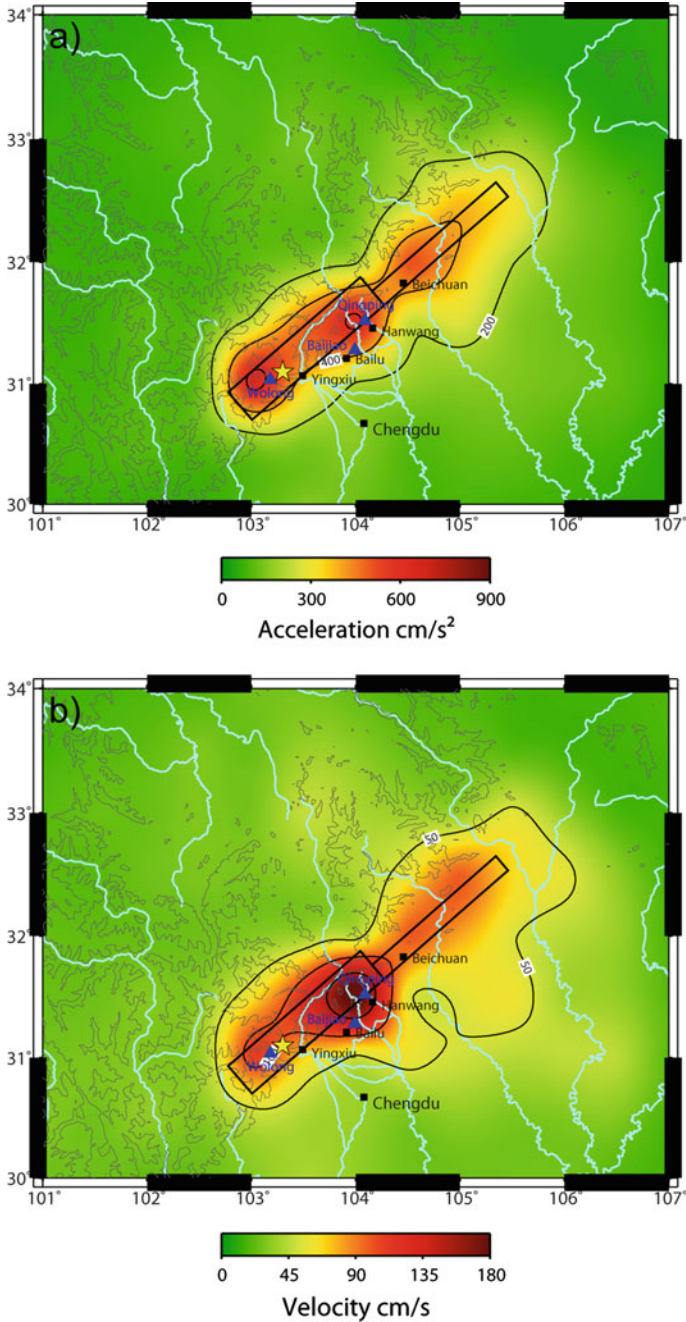 a)
34°
33°
32°
31°
30°
Beichuan
Qingping
Hanwang
200
Baijiao
400
Bailu
Wolong
Yingxiu
Chengdu
101° 102° 103° 104° 105° 106° 107°
0 300 600 900
Acceleration cm/s²
b)
34°
33°
32°
31°
30°
50
Beichuan
50
Hanwang
Baijiao
Bailu
Wolong
Yingxiu
Chengdu
101° 102° 103° 104° 105° 106° 107°
0 45 90 135 180
Velocity cm/s